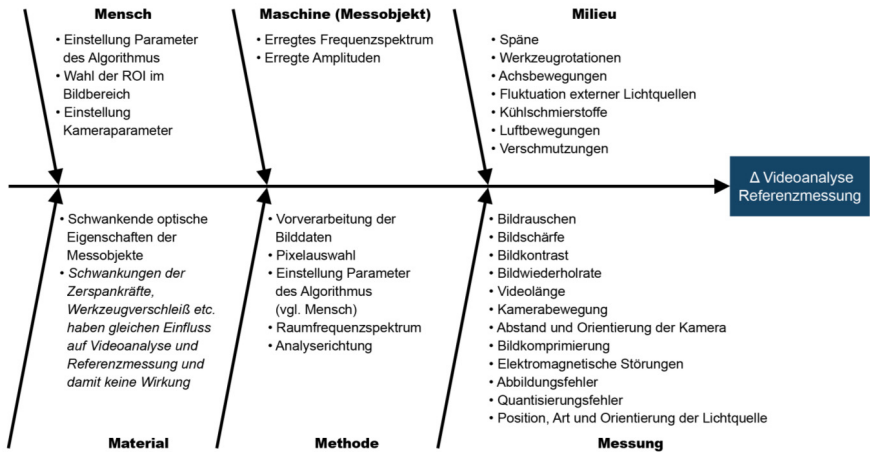 Mensch
• Einstellung Parameter
des Algorithmus
• Wahl der ROI im
Bildbereich
• Einstellung
Kameraparameter
Maschine (Messobjekt)
• Erregtes Frequenzspektrum
• Erregte Amplituden
Milieu
• Späne
• Werkzeugrotationen
• Achsbewegungen
• Fluktuation externer Lichtquellen
• Kühlschmierstoffe
• Luftbewegungen
• Verschmutzungen
Δ Videoanalyse
Referenzmessung
• Schwankende optische
Eigenschaften der
Messobjekte
• Schwankungen der
Zerspankräfte,
Werkzeugverschleiß etc.
haben gleichen Einfluss
auf Videoanalyse und
Referenzmessung und
damit keine Wirkung
Material
• Vorverarbeitung der
Bilddaten
• Pixelauswahl
• Einstellung Parameter
des Algorithmus
(vgl. Mensch)
• Raumfrequenzspektrum
• Analyserichtung
Methode
• Bildrauschen
• Bildschärfe
• Bildkontrast
• Bildwiederholrate
• Videolänge
• Kamerabewegung
• Abstand und Orientierung der Kamera
• Bildkomprimierung
• Elektromagnetische Störungen
• Abbildungsfehler
• Quantisierungsfehler
• Position, Art und Orientierung der Lichtquelle
Messung